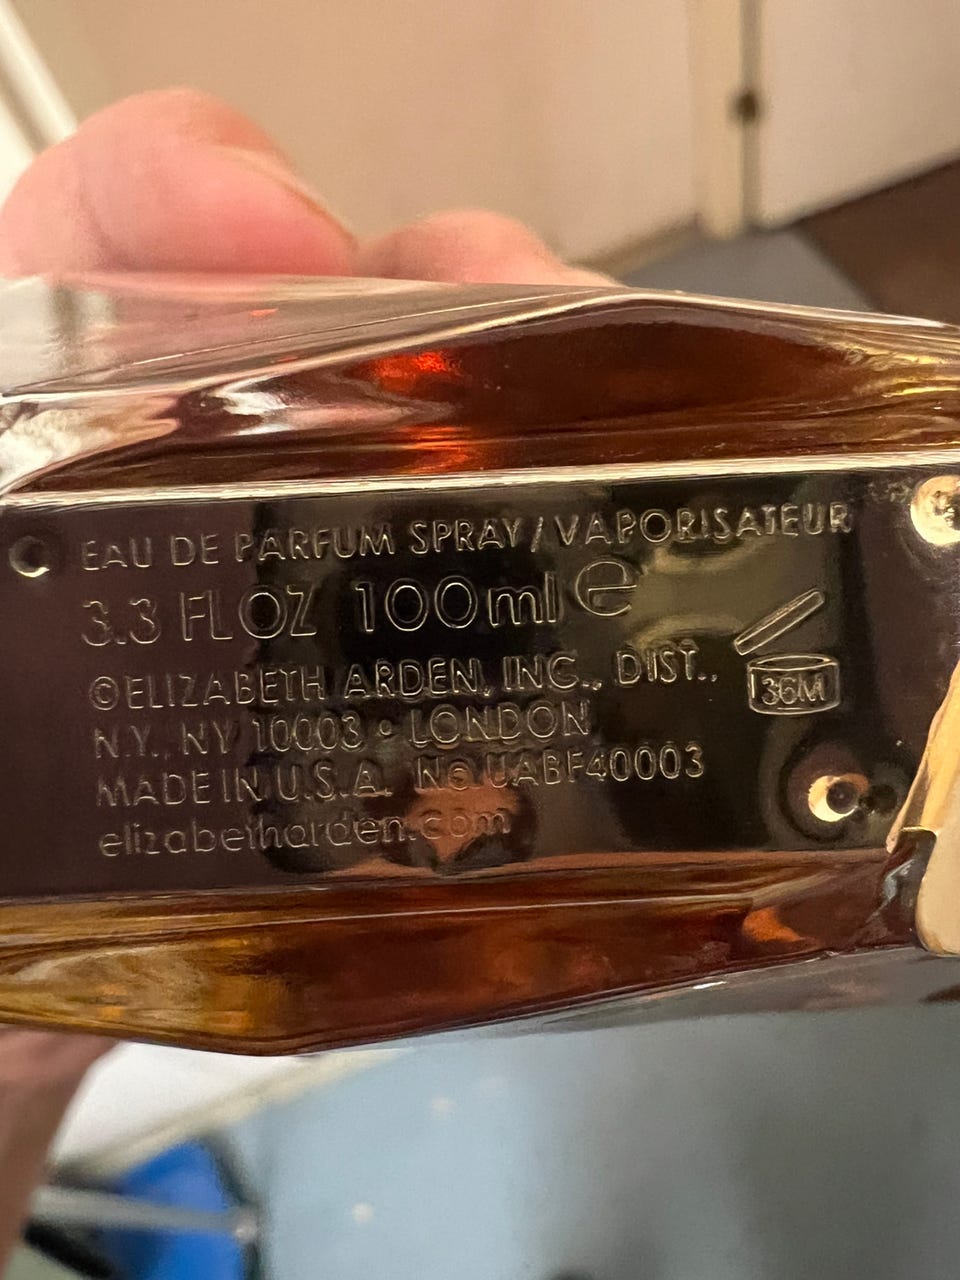 EAU DE PARFUM SPRAY / VAPORISATEUR
3.3 FL OZ 100ml e
©ELIZABETH ARDEN, INC., DIST.,
N.Y., NY 10003 • LONDON
MADE IN U.S.A. No UABF40003
elizabetharden.com
36M